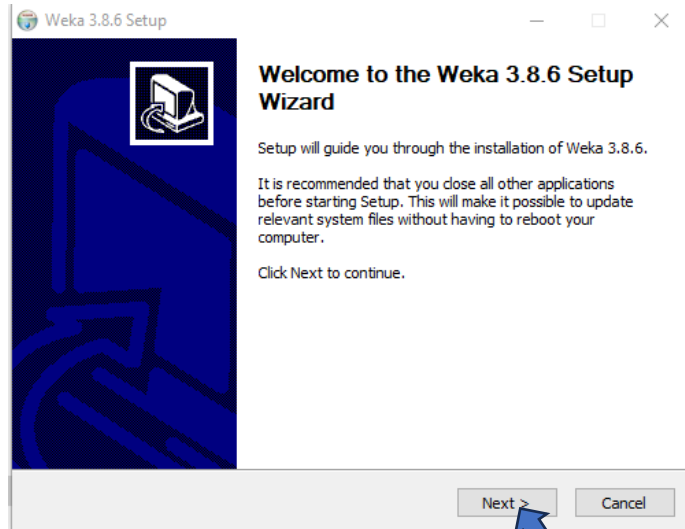 Weka 3.8.6 Setup
Welcome to the Weka 3.8.6 Setup
Wizard
Setup will guide you through the installation of Weka 3.8.6.
It is recommended that you close all other applications
before starting Setup. This will make it possible to update
relevant system files without having to reboot your
computer.
Click Next to continue.
Next >
Cancel